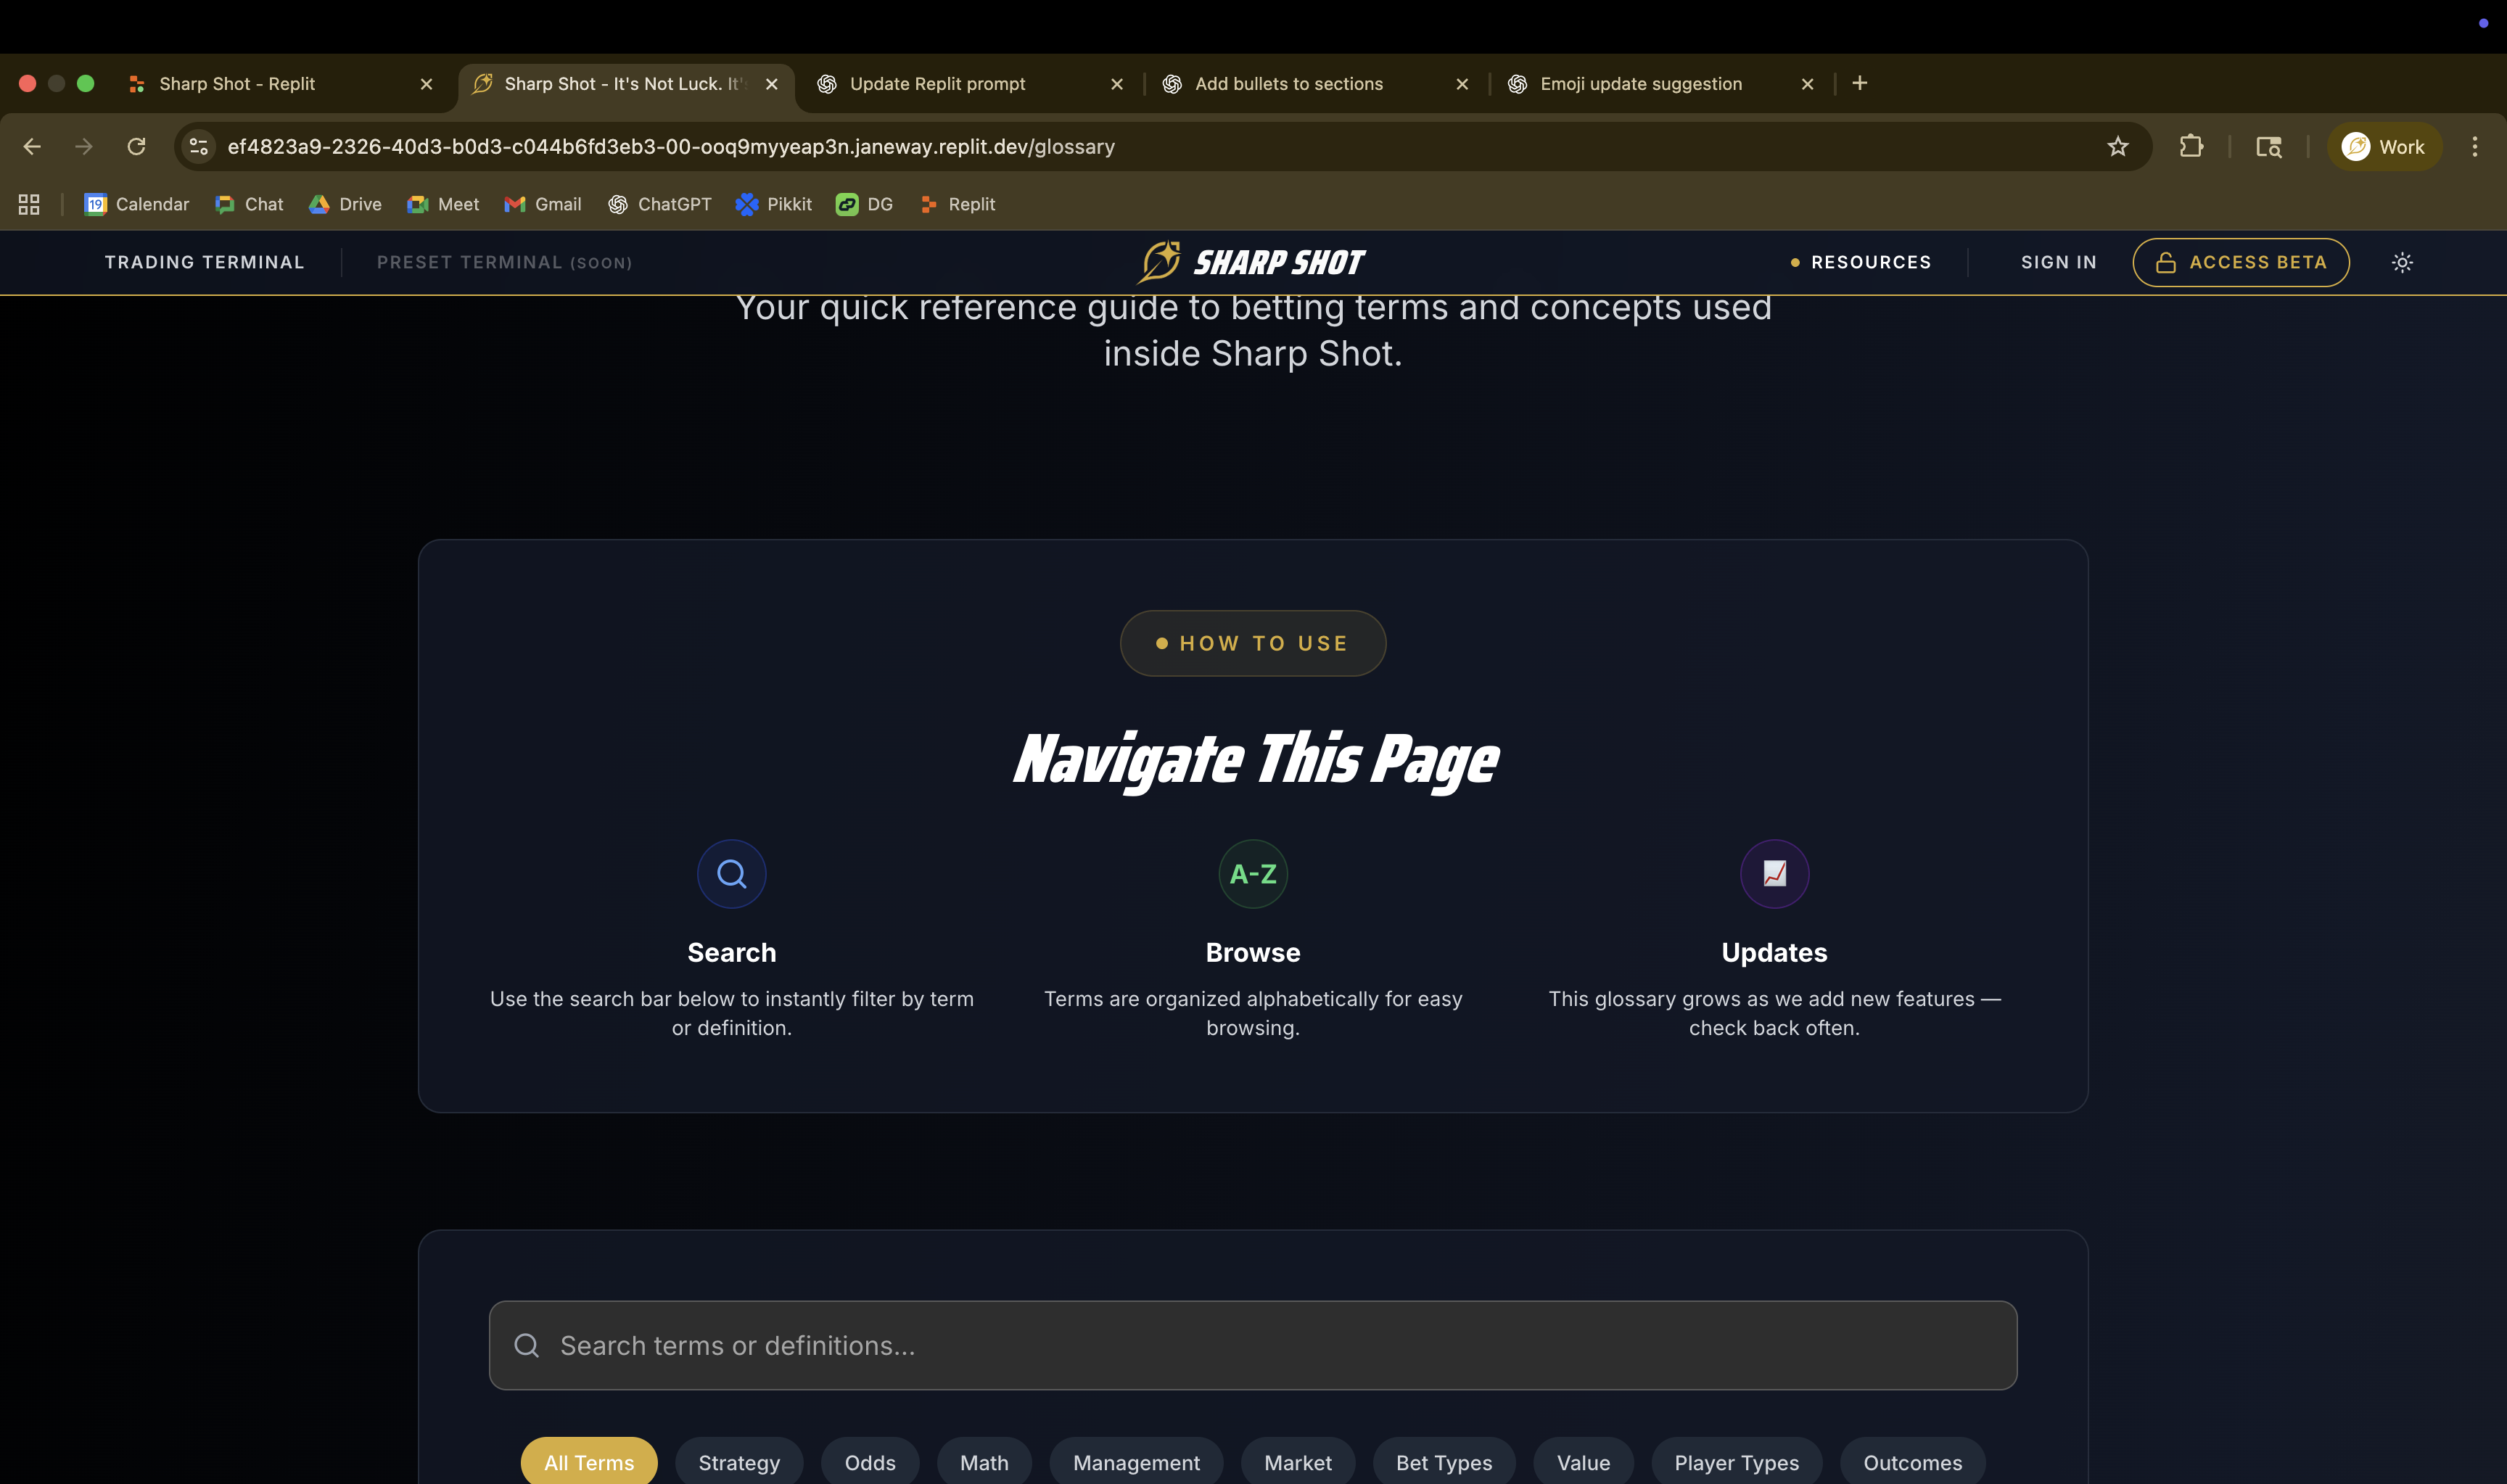 Sharp Shot - Replit
Sharp Shot - It's Not Luck. It's
Update Replit prompt
Add bullets to sections
Emoji update suggestion
ef4823a9-2326-40d3-b0d3-c044b6fd3eb3-00-ooq9myyeap3n.janeway.replit.dev/glossary
Work
19 Calendar
Chat
Drive
Meet
Gmail
ChatGPT
Pikkit
DG
Replit
TRADING TERMINAL
PRESET TERMINAL (SOON)
SHARP SHOT
RESOURCES
SIGN IN
ACCESS BETA
Your quick reference guide to betting terms and concepts used
inside Sharp Shot.
HOW TO USE
Navigate This Page
A-Z
Search
Use the search bar below to instantly filter by term
or definition.
Browse
Terms are organized alphabetically for easy
browsing.
Updates
This glossary grows as we add new features —
check back often.
Search terms or definitions...
All Terms
Strategy
Odds
Math
Management
Market
Bet Types
Value
Player Types
Outcomes